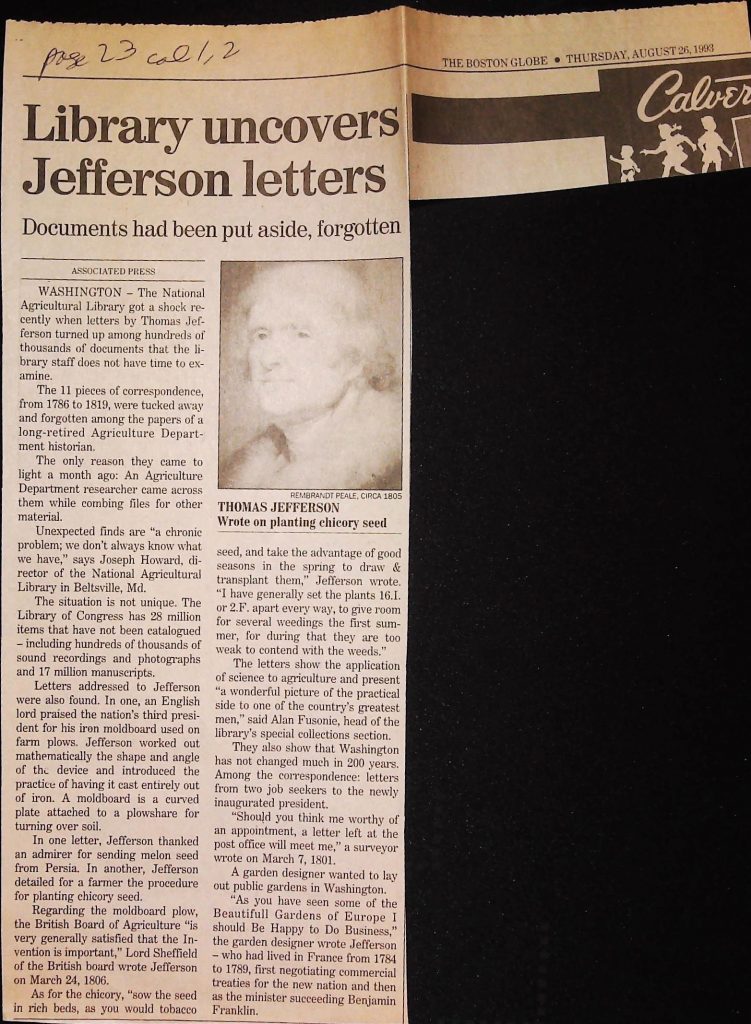 page 23 col 1, 2
THE BOSTON GLOBE • THURSDAY, AUGUST 26, 1993
Calver
Library uncovers
Jefferson letters
Documents had been put aside, forgotten
ASSOCIATED PRESS
WASHINGTON – The National
Agricultural Library got a shock re-
cently when letters by Thomas Jef-
ferson turned up among hundreds of
thousands of documents that the li-
brary staff does not have time to ex-
amine.
The 11 pieces of correspondence,
from 1786 to 1819, were tucked away
and forgotten among the papers of a
long-retired Agriculture Depart-
ment historian.
The only reason they came to
light a month ago: An Agriculture
Department researcher came across
them while combing files for other
material.
Unexpected finds are “a chronic
problem; we don’t always know what
we have,” says Joseph Howard, di-
rector of the National Agricultural
Library in Beltsville, Md.
The situation is not unique. The
Library of Congress has 28 million
items that have not been catalogued
– including hundreds of thousands of
sound recordings and photographs
and 17 million manuscripts.
Letters addressed to Jefferson
were also found. In one, an English
lord praised the nation’s third presi-
dent for his iron moldboard used on
farm plows. Jefferson worked out
mathematically the shape and angle
of the device and introduced the
practice of having it cast entirely out
of iron. A moldboard is a curved
plate attached to a plowshare for
turning over soil.
In one letter, Jefferson thanked
an admirer for sending melon seed
from Persia. In another, Jefferson
detailed for a farmer the procedure
for planting chicory seed.
Regarding the moldboard plow,
the British Board of Agriculture “is
very generally satisfied that the In-
vention is important,” Lord Sheffield
of the British board wrote Jefferson
on March 24, 1806.
As for the chicory, “sow the seed
in rich beds, as you would tobacco
REMBRANDT PEALE, CIRCA 1805
THOMAS JEFFERSON
Wrote on planting chicory seed
seed, and take the advantage of good
seasons in the spring to draw &
transplant them,” Jefferson wrote.
“I have generally set the plants 16.I.
or 2.F. apart every way, to give room
for several weedings the first sum-
mer, for during that they are too
weak to contend with the weeds.”
The letters show the application
of science to agriculture and present
“a wonderful picture of the practical
side to one of the country’s greatest
men,” said Alan Fusonie, head of the
library’s special collections section.
They also show that Washington
has not changed much in 200 years.
Among the correspondence: letters
from two job seekers to the newly
inaugurated president.
“Should you think me worthy of
an appointment, a letter left at the
post office will meet me,” a surveyor
wrote on March 7, 1801.
A garden designer wanted to lay
out public gardens in Washington.
“As you have seen some of the
Beautifull Gardens of Europe I
should Be Happy to Do Business,”
the garden designer wrote Jefferson
– who had lived in France from 1784
to 1789, first negotiating commercial
treaties for the new nation and then
as the minister succeeding Benjamin
Franklin.